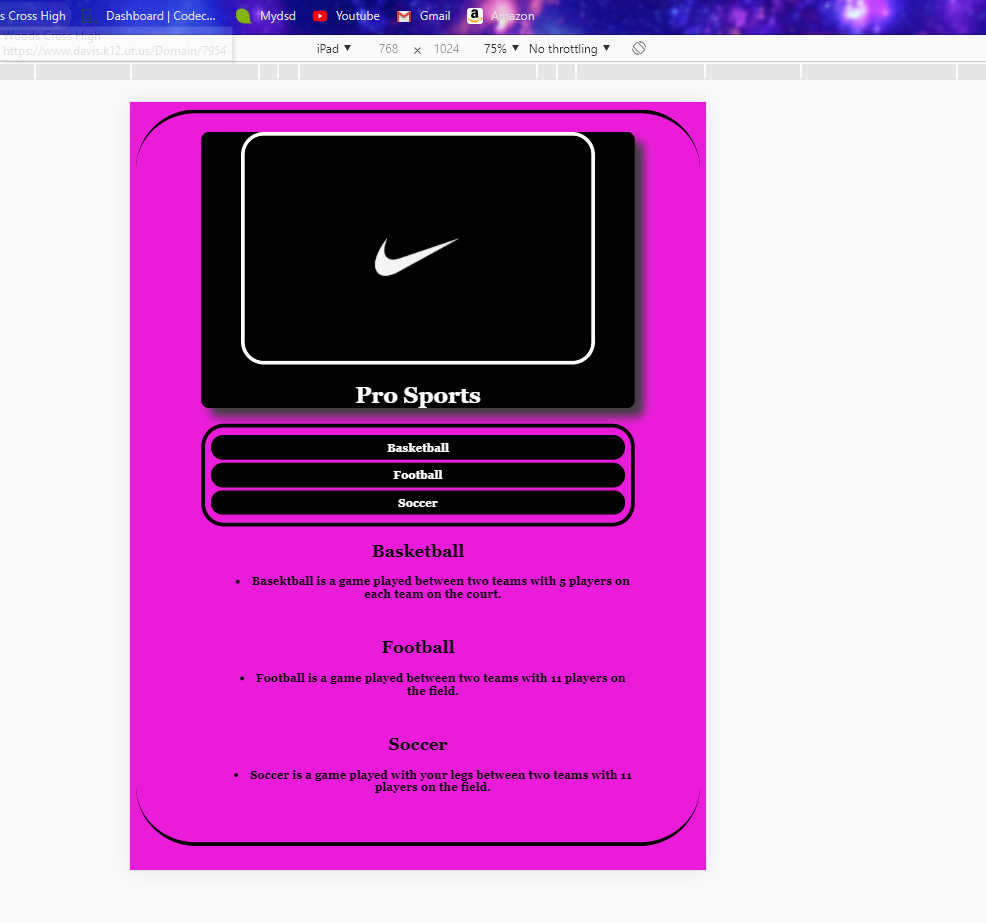 s Cross High Dashboard | Codec... Mydsd Youtube Gmail Amazon
Woods Cross High
https://www.davis.k12.ut.us/Domain/7954
iPad 768 × 1024 75% No throttling
Pro Sports
Basketball
Football
Soccer
Basketball
• Basektball is a game played between two teams with 5 players on
each team on the court.
Football
• Football is a game played between two teams with 11 players on
the field.
Soccer
• Soccer is a game played with your legs between two teams with 11
players on the field.